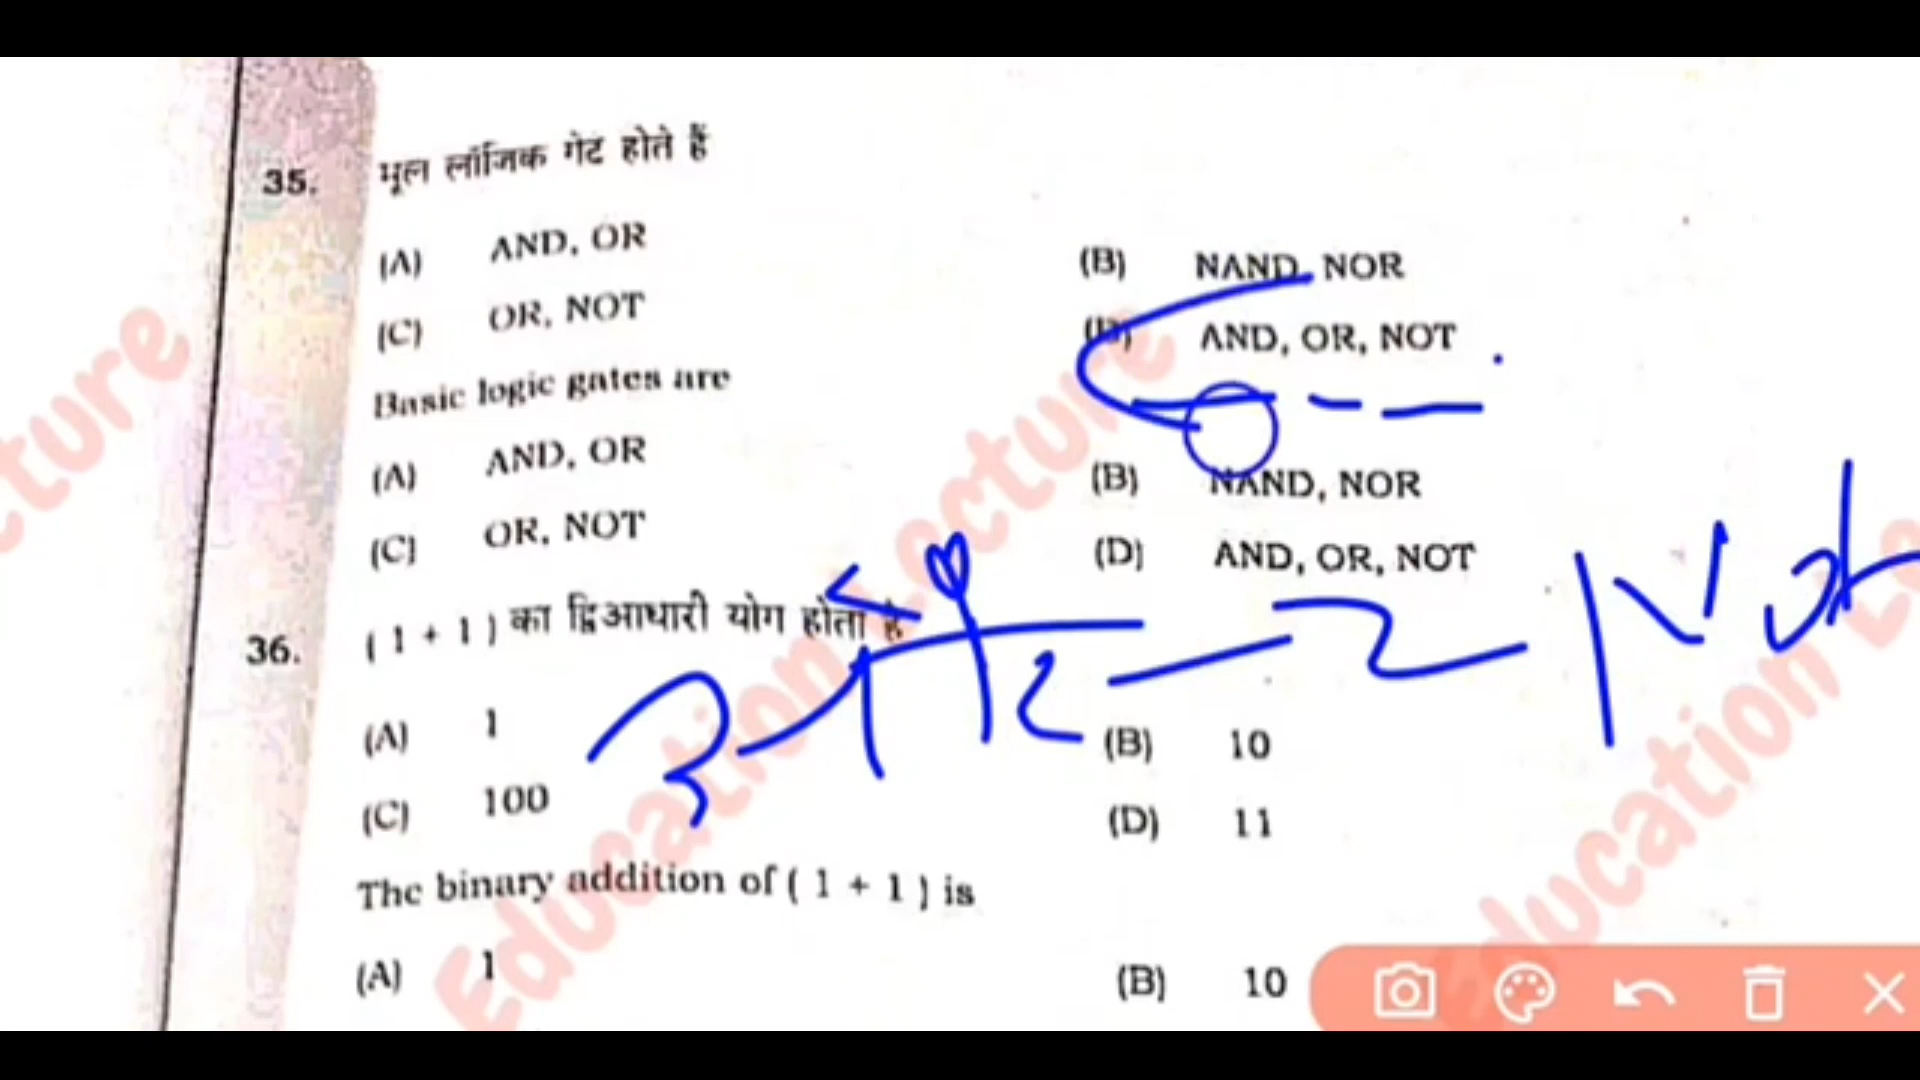 35. मूल लॉजिक गेट होते हैं
(A) AND, OR (B) NAND, NOR
(C) OR, NOT (D) AND, OR, NOT
Basic logic gates are
(A) AND, OR (B) NAND, NOR
(C) OR, NOT (D) AND, OR, NOT
36. ( 1 + 1 ) का द्विआधारी योग होता है
(A) 1 (B) 10
(C) 100 (D) 11
The binary addition of ( 1 + 1 ) is
(A) 1 (B) 10
Education Lecture